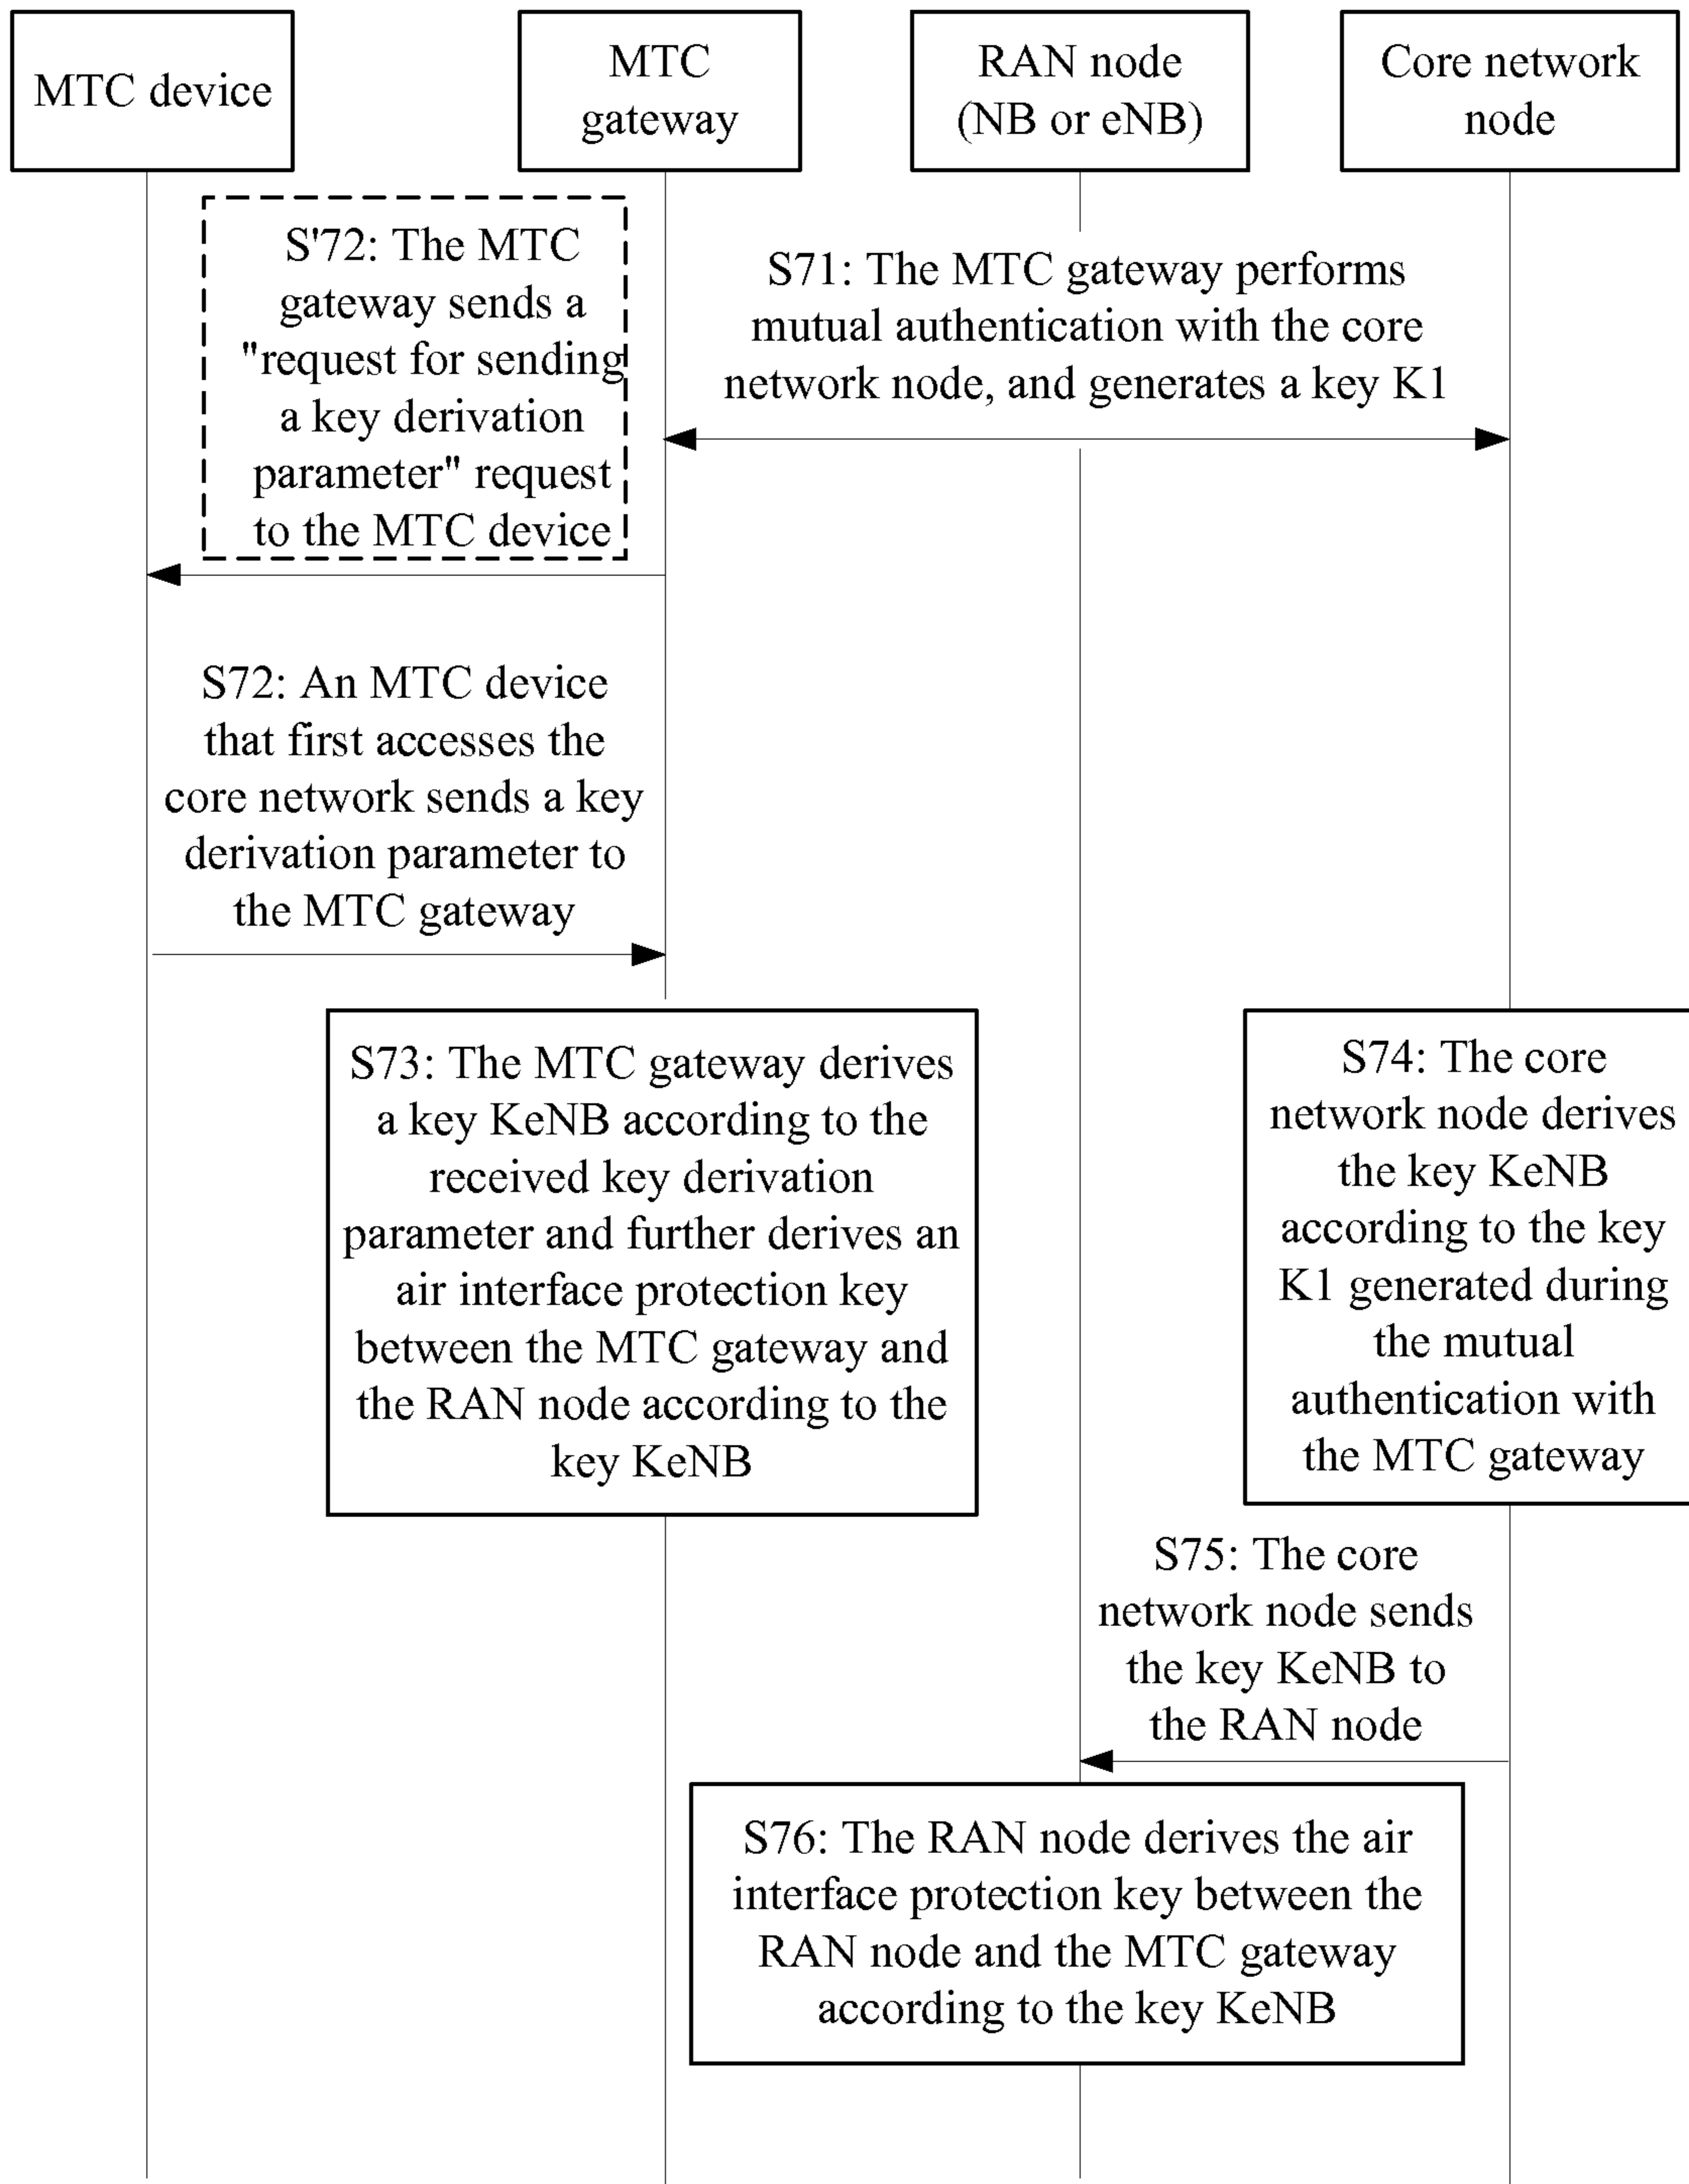 MTC device
MTC
gateway
RAN node
(NB or eNB)
Core network
node
S'72: The MTC
gateway sends a
"request for sending
a key derivation
parameter" request
to the MTC device
S71: The MTC gateway performs
mutual authentication with the core
network node, and generates a key K1
S72: An MTC device
that first accesses the
core network sends a key
derivation parameter to
the MTC gateway
S73: The MTC gateway derives
a key KeNB according to the
received key derivation
parameter and further derives an
air interface protection key
between the MTC gateway and
the RAN node according to the
key KeNB
S74: The core
network node derives
the key KeNB
according to the key
K1 generated during
the mutual
authentication with
the MTC gateway
S75: The core
network node sends
the key KeNB to
the RAN node
S76: The RAN node derives the air
interface protection key between the
RAN node and the MTC gateway
according to the key KeNB